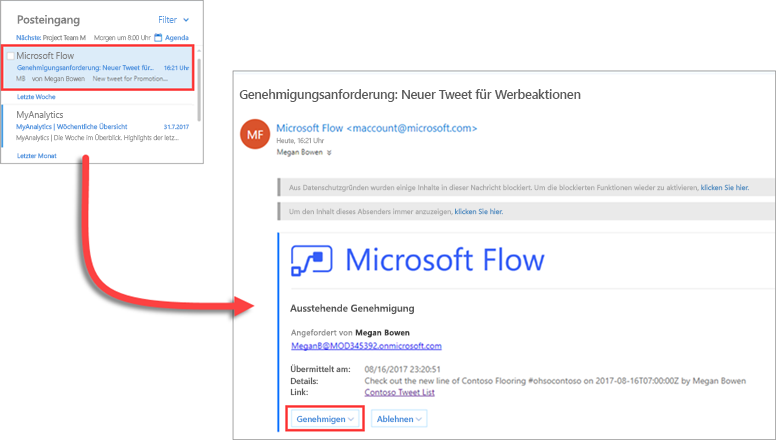 Posteingang
Filter
Nächste: Project Team M Morgen um 8:00 Uhr Agenda
Microsoft Flow
Genehmigungsanforderung: Neuer Tweet für... 16:21 Uhr
MB von Megan Bowen New tweet for Promotion...
Letzte Woche
MyAnalytics
MyAnalytics | Wöchentliche Übersicht 31.7.2017
MyAnalytics | Die Woche im Überblick. Highlights der letz...
Letzter Monat
Genehmigungsanforderung: Neuer Tweet für Werbeaktionen
MF
Microsoft Flow <maccount@microsoft.com>
Heute, 16:21 Uhr
Megan Bowen
Aus Datenschutzgründen wurden einige Inhalte in dieser Nachricht blockiert. Um die blockierten Funktionen wieder zu aktivieren, klicken Sie hier.
Um den Inhalt dieses Absenders immer anzuzeigen, klicken Sie hier.
Microsoft Flow
Ausstehende Genehmigung
Angefordert von Megan Bowen
MeganB@MOD345392.onmicrosoft.com
Übermittelt am: 08/16/2017 23:20:51
Details: Check out the new line of Contoso Flooring #ohsocontoso on 2017-08-16T07:00:00Z by Megan Bowen
Link: Contoso Tweet List
Genehmigen Ablehnen